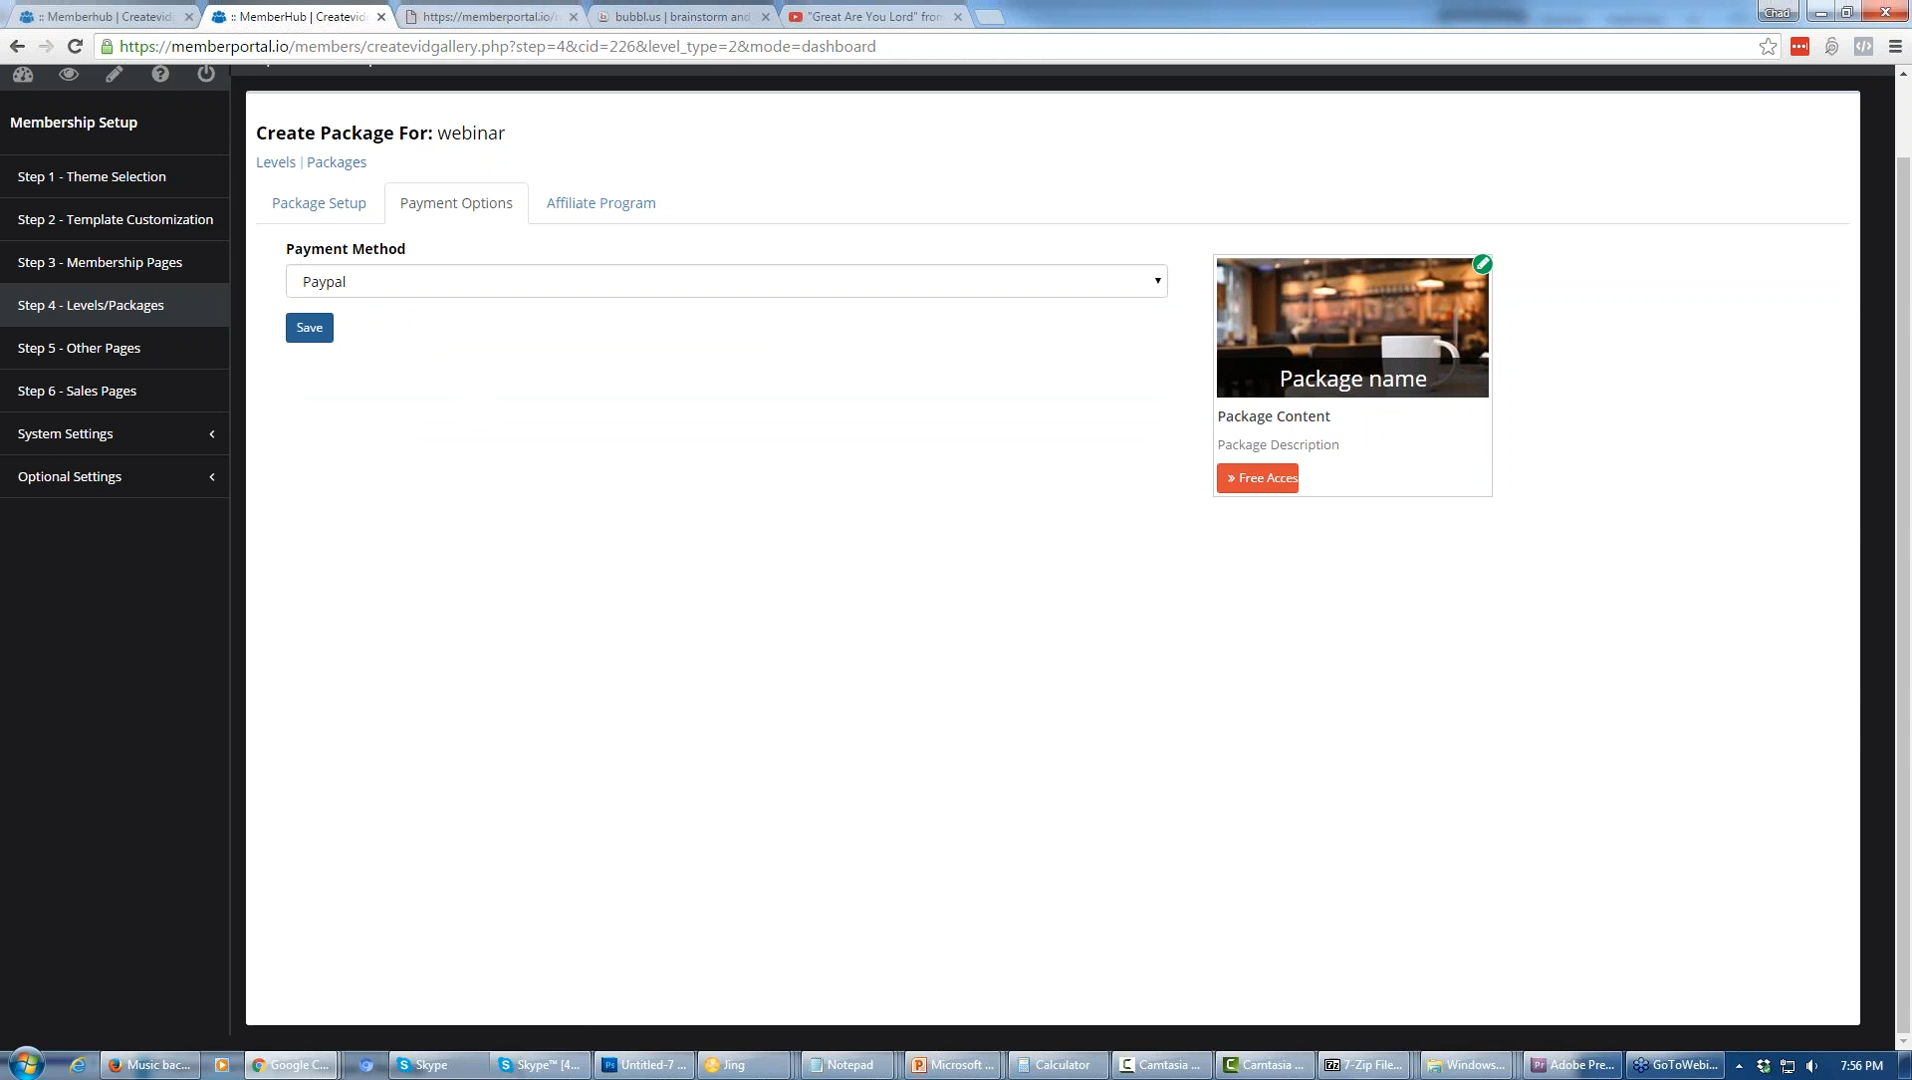 :: Memberhub | Createvid
:: MemberHub | Createvid
https://memberportal.io/
bubbl.us | brainstorm and
"Great Are You Lord" fro
Chad
https://memberportal.io/members/createvidgallery.php?step=4&cid=226&level_type=2&mode=dashboard
Membership Setup
Step 1 - Theme Selection
Step 2 - Template Customization
Step 3 - Membership Pages
Step 4 - Levels/Packages
Step 5 - Other Pages
Step 6 - Sales Pages
System Settings
Optional Settings
Create Package For: webinar
Levels | Packages
Package Setup
Payment Options
Affiliate Program
Payment Method
Paypal
Save
Package name
Package Content
Package Description
» Free Acces
Music bac...
Google C...
Skype
Skype™ [4...
Untitled-7 ...
Jing
Notepad
Microsoft ...
Calculator
Camtasia ...
Camtasia ...
7-Zip File...
Windows...
Adobe Pre...
GoToWebi...
7:56 PM